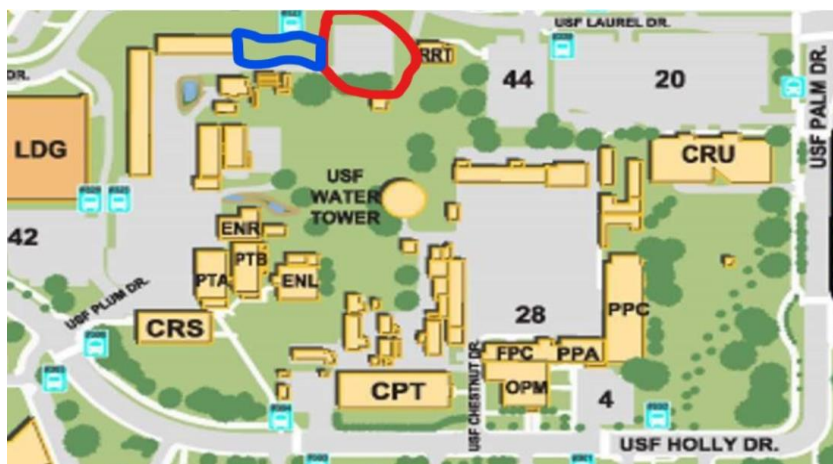 USF LAUREL DR.
RRT
44
20
DR.
USF PALM DR.
LDG
CRU
USF
WATER
TOWER
42
ENR
PTB
PTA
ENL
USF PLUM DR.
28
PPC
CRS
FPC
PPA
USF CHESTNUT DR.
CPT
OPM
4
USF HOLLY DR.